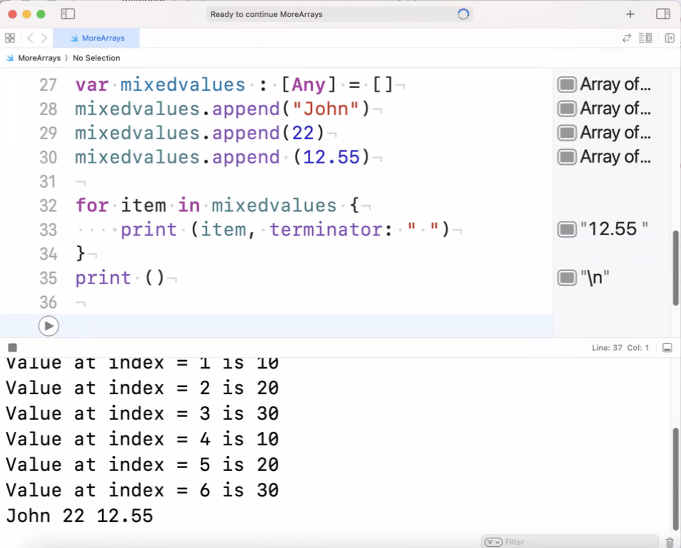 Ready to continue MoreArrays
MoreArrays
MoreArrays ⟩ No Selection
27 var mixedvalues : [Any] = [] Array of...
28 mixedvalues.append("John") Array of...
29 mixedvalues.append(22) Array of...
30 mixedvalues.append (12.55) Array of...
31
32 for item in mixedvalues {
33 print (item, terminator: " ") "12.55 "
34 }
35 print () "\n"
36
Line: 37 Col: 1
Value at index = 1 is 10
Value at index = 2 is 20
Value at index = 3 is 30
Value at index = 4 is 10
Value at index = 5 is 20
Value at index = 6 is 30
John 22 12.55
Filter